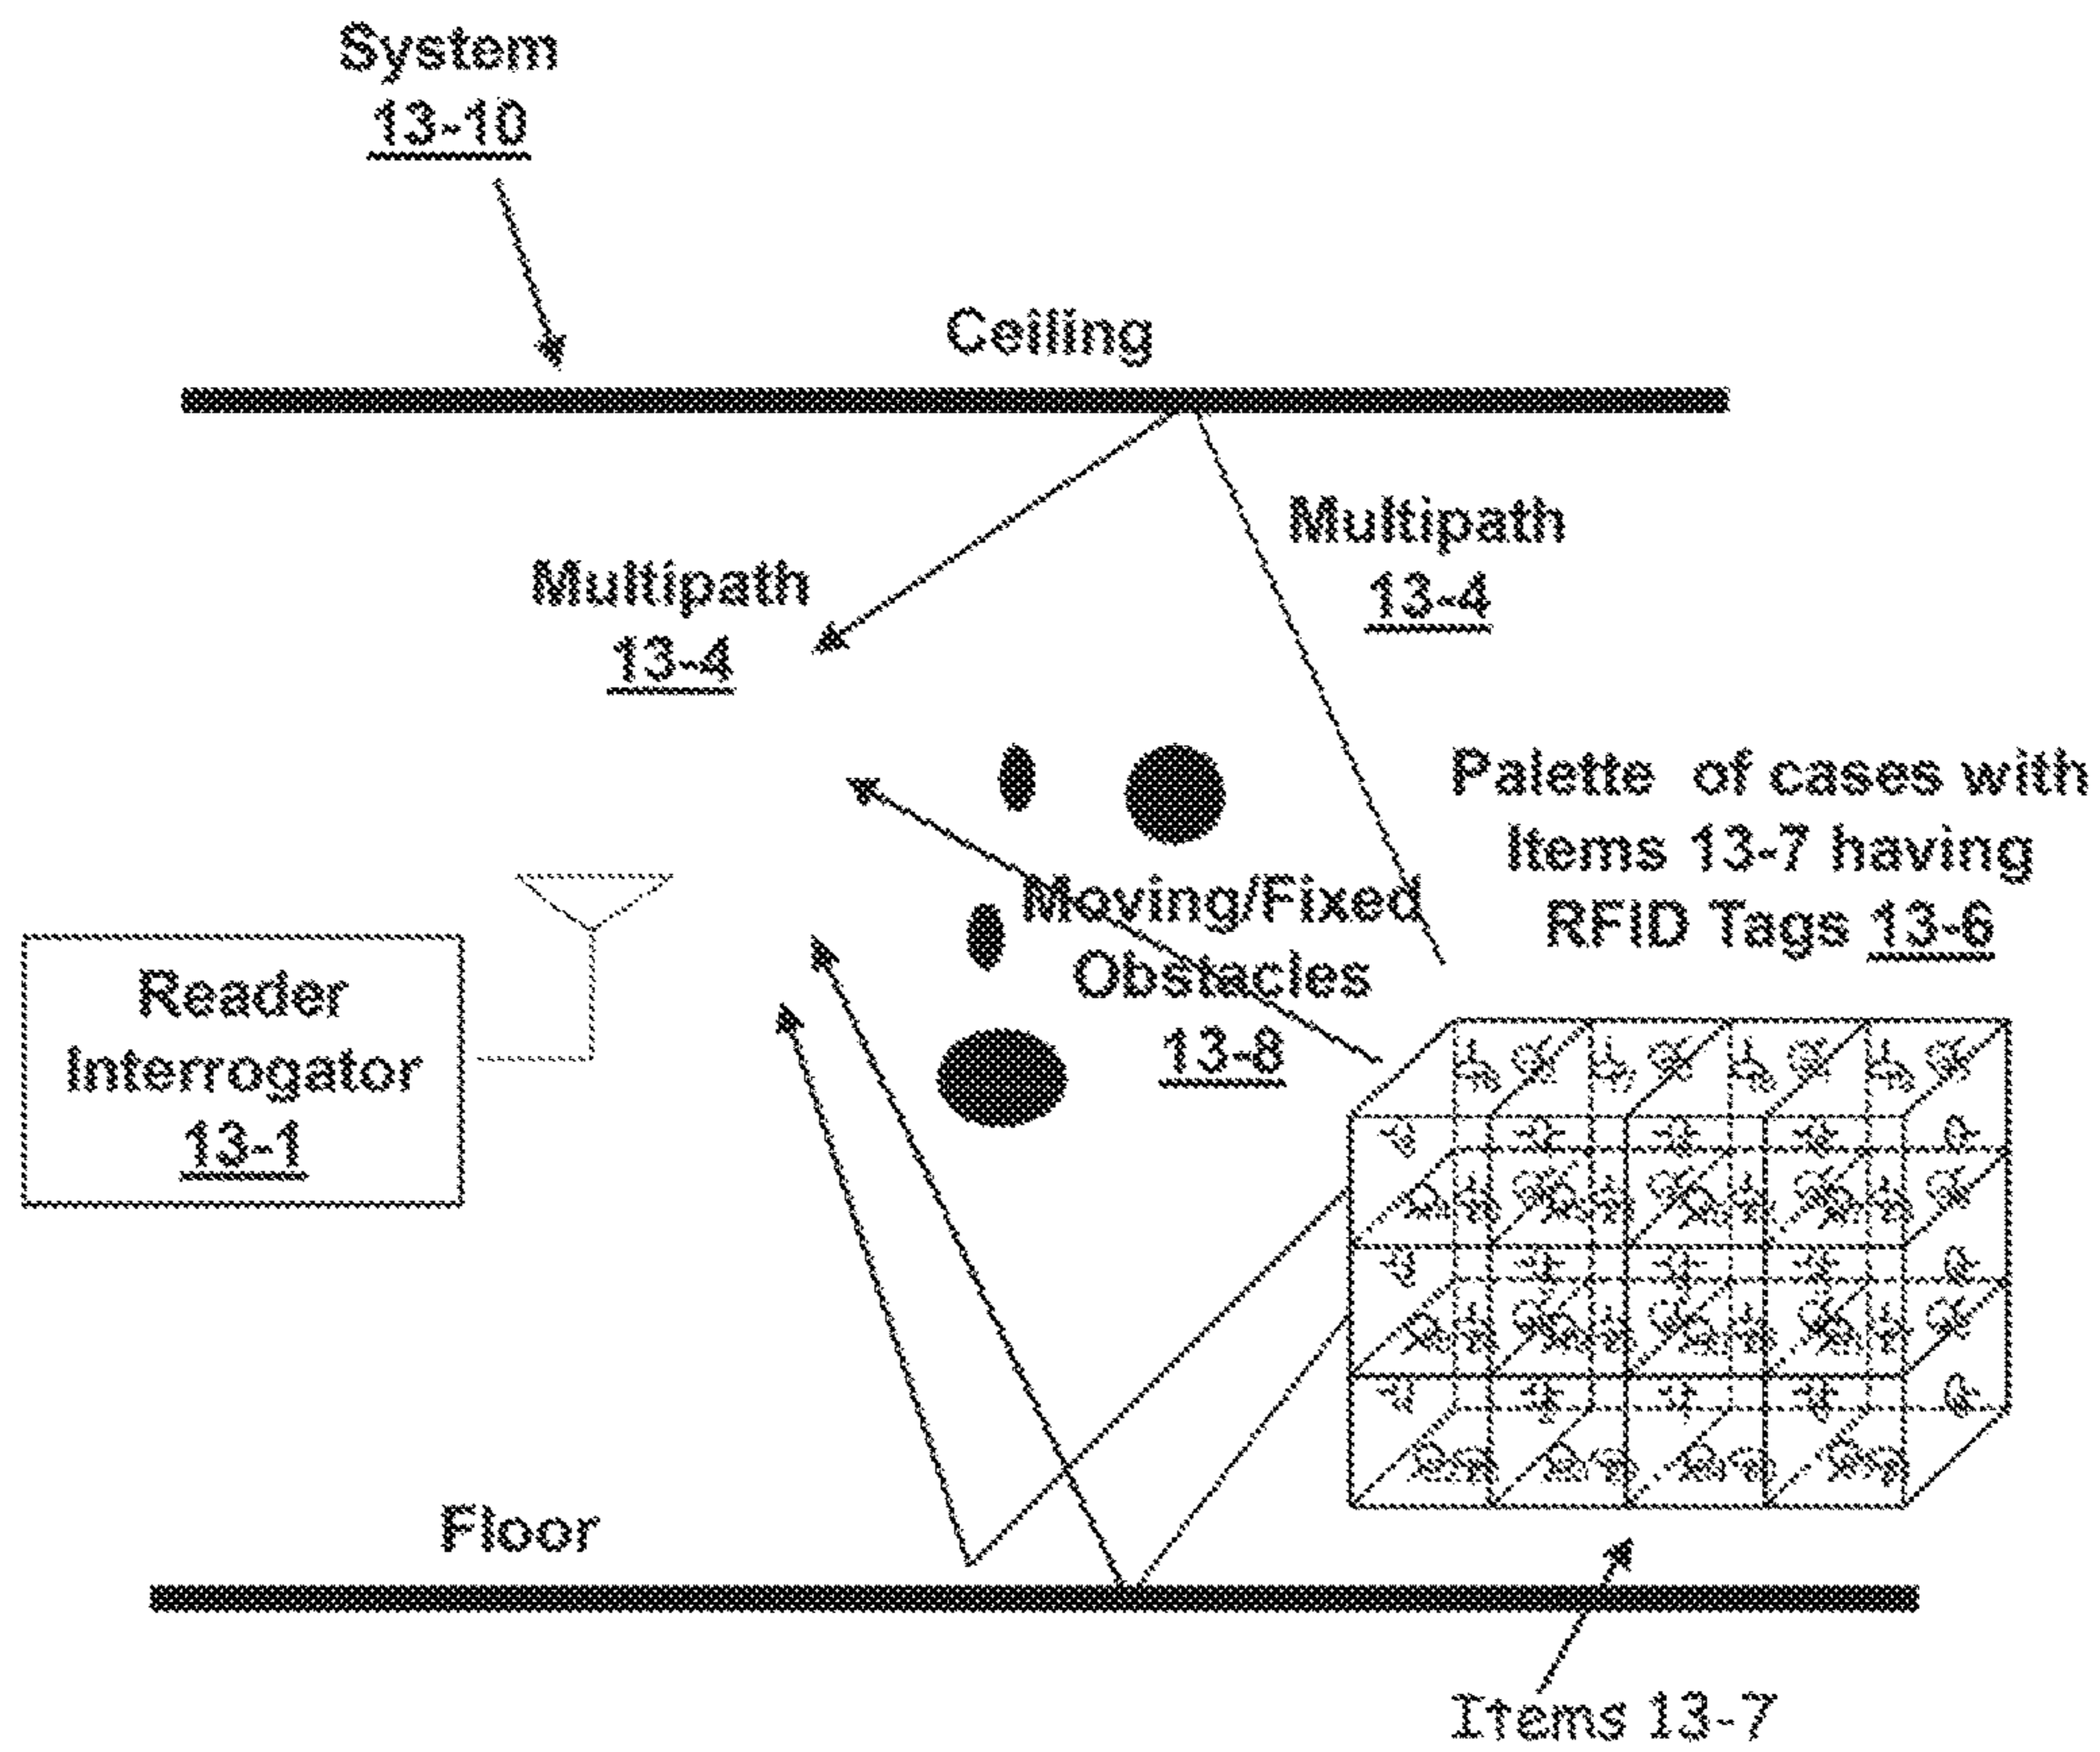 System
13-10
Ceiling
Multipath
13-4
Multipath
13-4
Palette of cases with
Items 13-7 having
RFID Tags 13-6
Moving/Fixed
Obstacles
13-8
Reader
Interrogator
13-1
Floor
Items 13-7